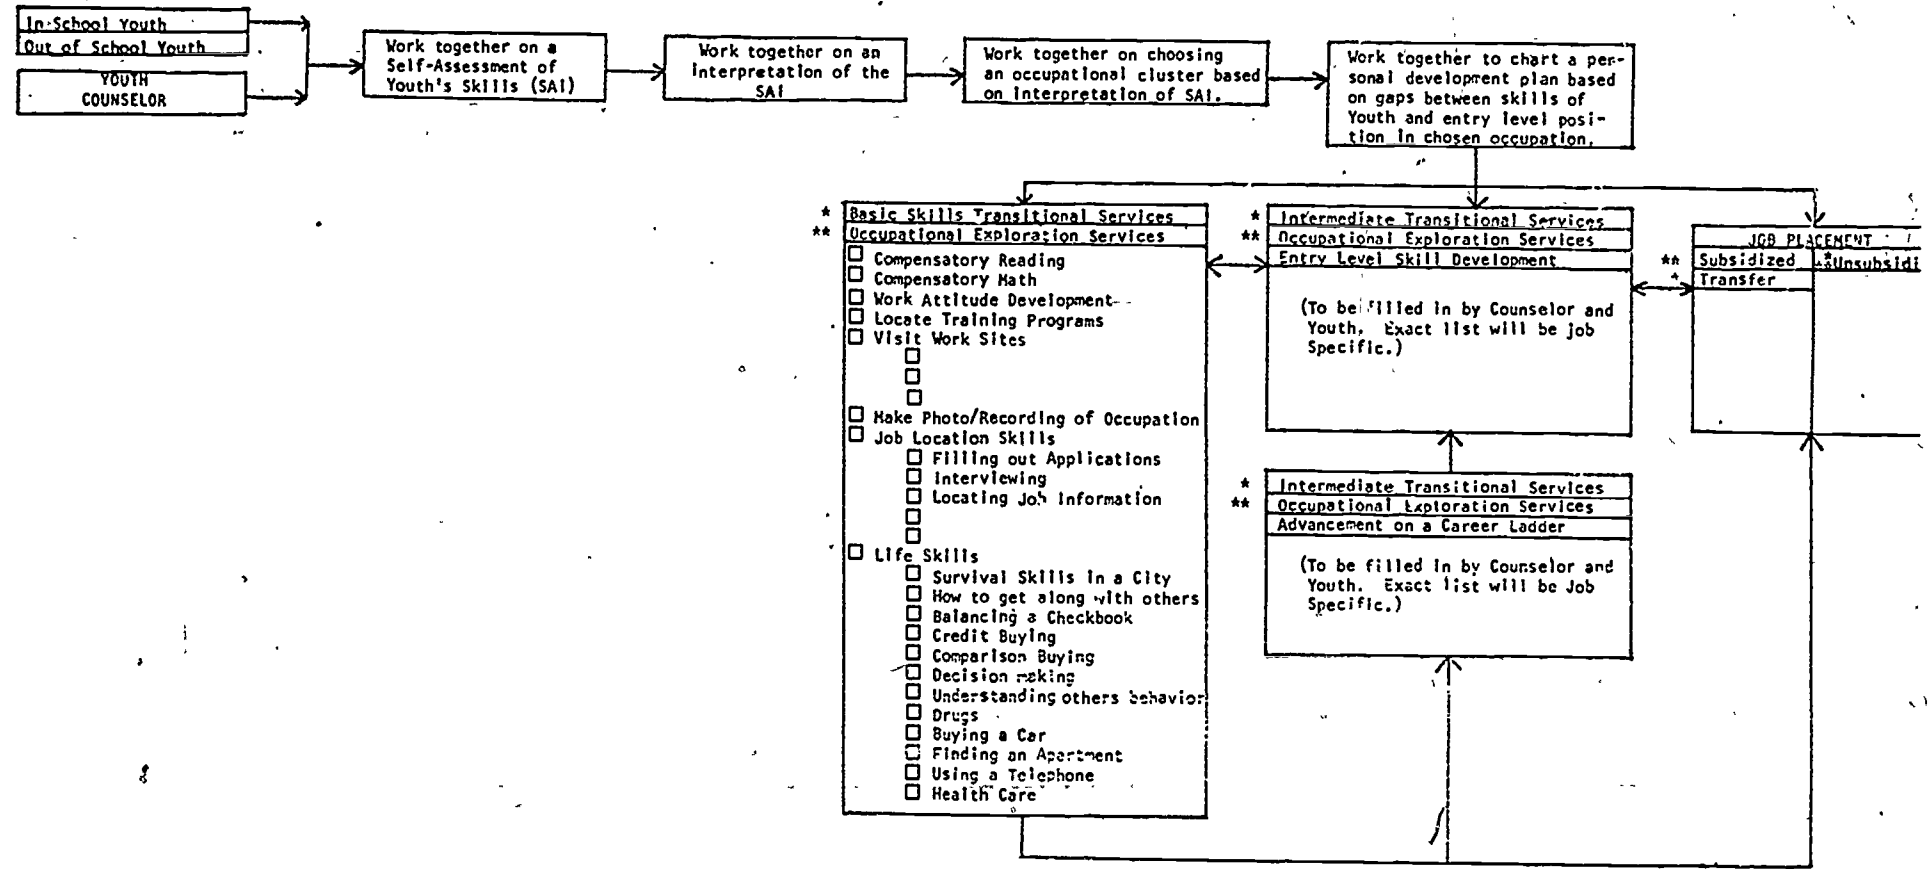 In-School Youth
Out of School Youth
YOUTH
COUNSELOR
Work together on a
Self-Assessment of
Youth's Skills (SAI)
Work together on an
interpretation of the
SAI
Work together on choosing
an occupational cluster based
on interpretation of SAI.
Work together to chart a per-
sonal development plan based
on gaps between skills of
Youth and entry level posi-
tion in chosen occupation.
* Basic Skills Transitional Services
** Occupational Exploration Services
Compensatory Reading
Compensatory Math
Work Attitude Development
Locate Training Programs
Visit Work Sites
Make Photo/Recording of Occupation
Job Location Skills
Filling out Applications
Interviewing
Locating Job Information
Life Skills
Survival Skills in a City
How to get along with others
Balancing a Checkbook
Credit Buying
Comparison Buying
Decision making
Understanding others behavior
Drugs
Buying a Car
Finding an Apartment
Using a Telephone
Health Care
* Intermediate Transitional Services
** Occupational Exploration Services
Entry Level Skill Development
(To be filled in by Counselor and
Youth. Exact list will be job
Specific.)
* Intermediate Transitional Services
** Occupational Exploration Services
Advancement on a Career Ladder
(To be filled in by Counselor and
Youth. Exact list will be Job
Specific.)
JOB PLACEMENT
** Subsidized
** Unsubsidi
* Transfer